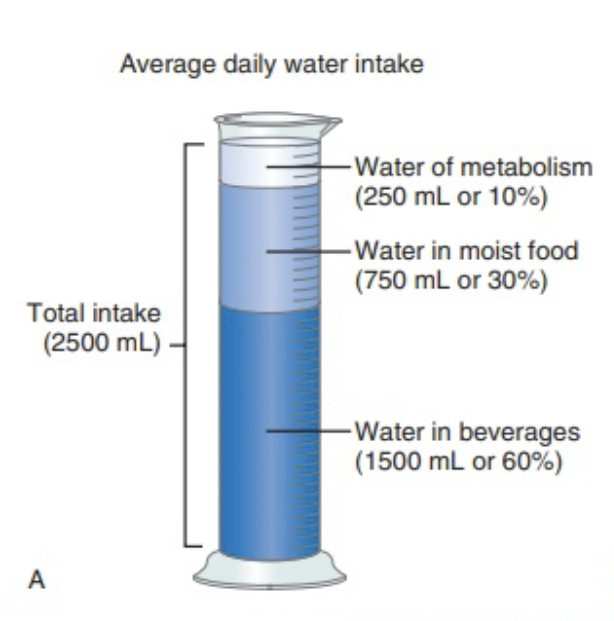 Average daily water intake
Water of metabolism
(250 mL or 10%)
Water in moist food
(750 mL or 30%)
Total intake
(2500 mL)
Water in beverages
(1500 mL or 60%)
A